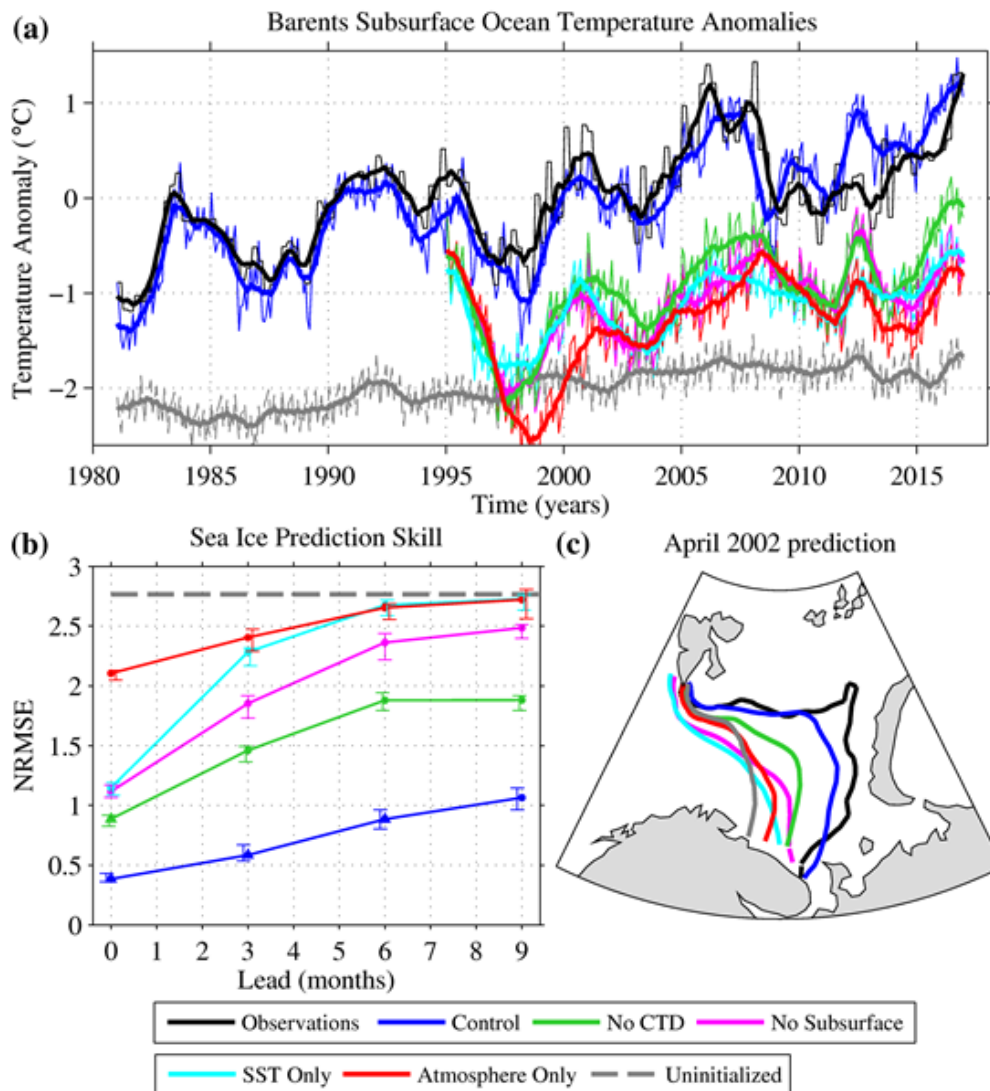 (a) Barents Subsurface Ocean Temperature Anomalies
Temperature Anomaly (°C)
1
0
−1
−2
1980 1985 1990 1995 2000 2005 2010 2015
Time (years)
(b) Sea Ice Prediction Skill
NRMSE
3
2.5
2
1.5
1
0.5
0
0 1 2 3 4 5 6 7 8 9
Lead (months)
(c) April 2002 prediction
Observations Control No CTD No Subsurface
SST Only Atmosphere Only Uninitialized